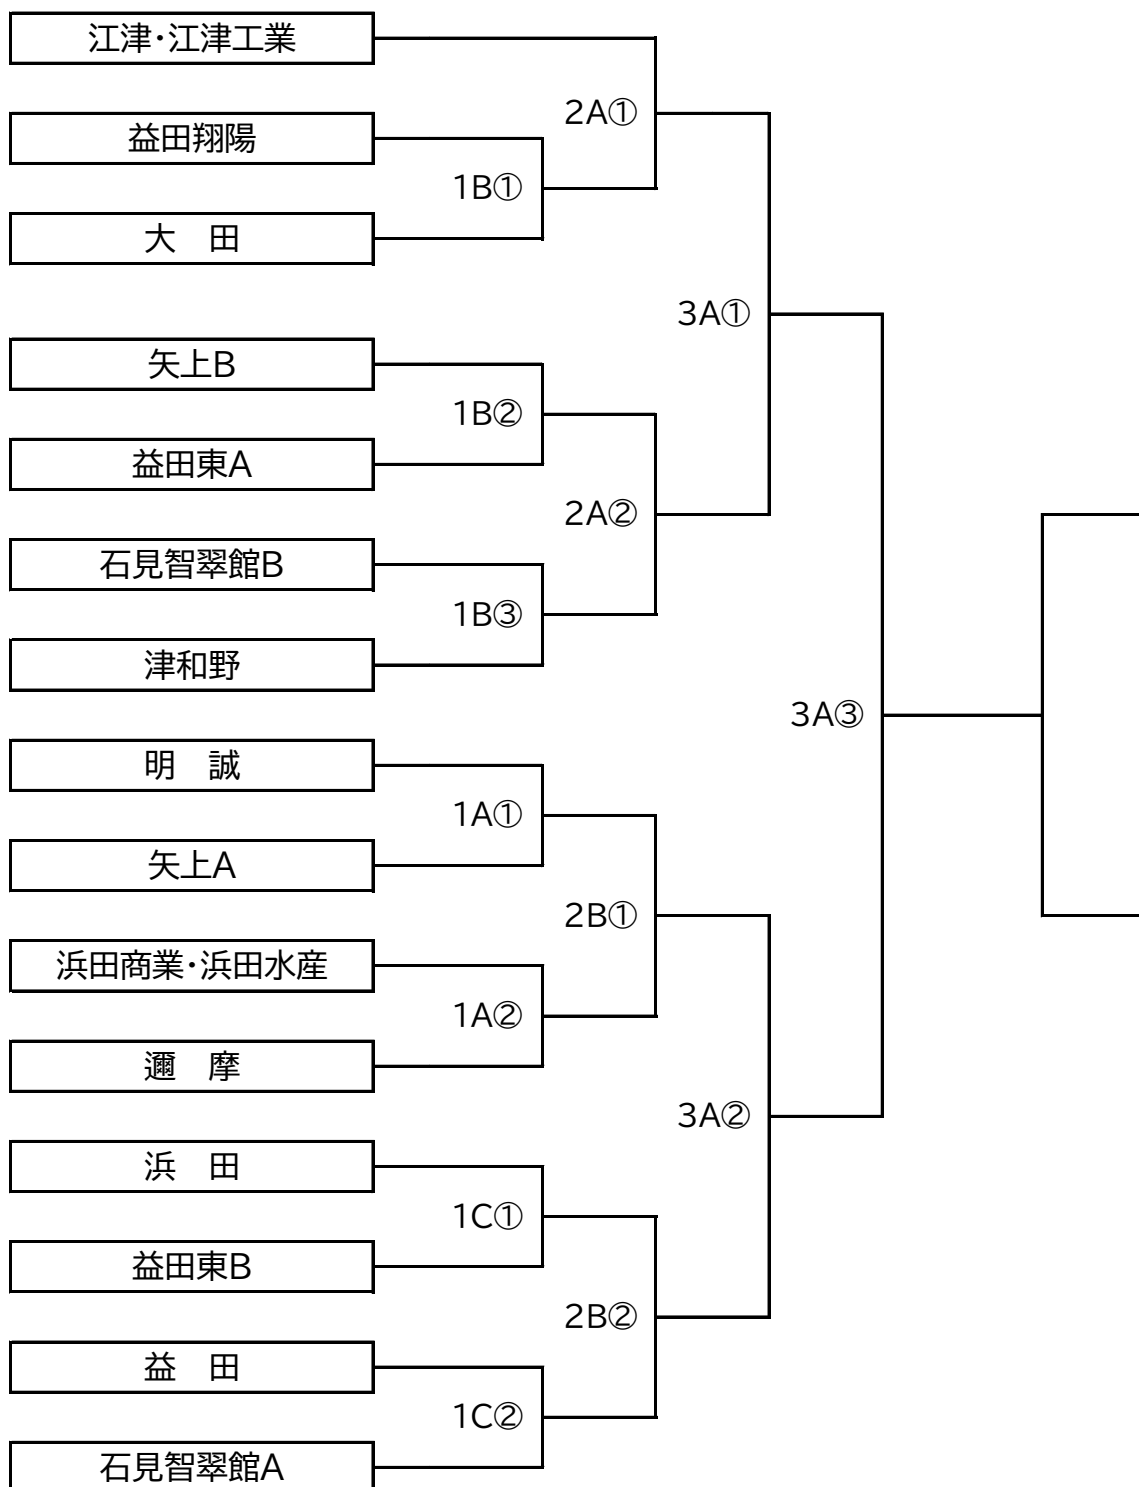 江津・江津工業
2A①
益田翔陽
1B①
大　田
3A①
矢上B
1B②
益田東A
2A②
石見智翠館B
1B③
津和野
3A③
明　誠
1A①
矢上A
2B①
浜田商業・浜田水産
1A②
邇　摩
3A②
浜　田
1C①
益田東B
2B②
益　田
1C②
石見智翠館A